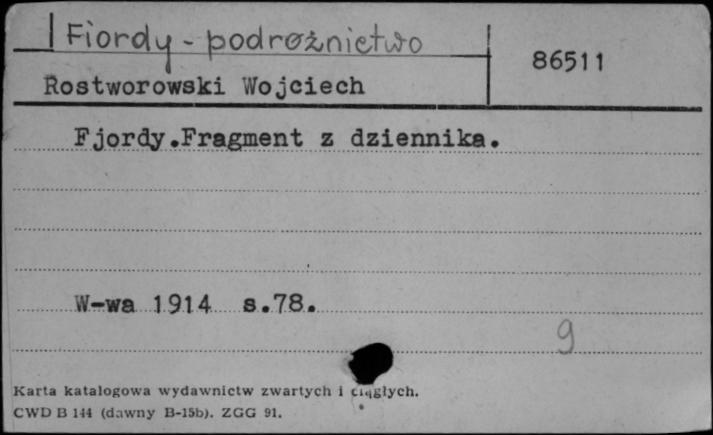 Fiordy - podrożnictwo
86511
Rostworowski Wojciech
Fjordy.Fragment z dziennika.
W-wa 1914 s.78.
9
Karta katalogowa wydawnictw zwartych i ciągłych.
CWD B 144 (dawny B-15b). ZGG 91.